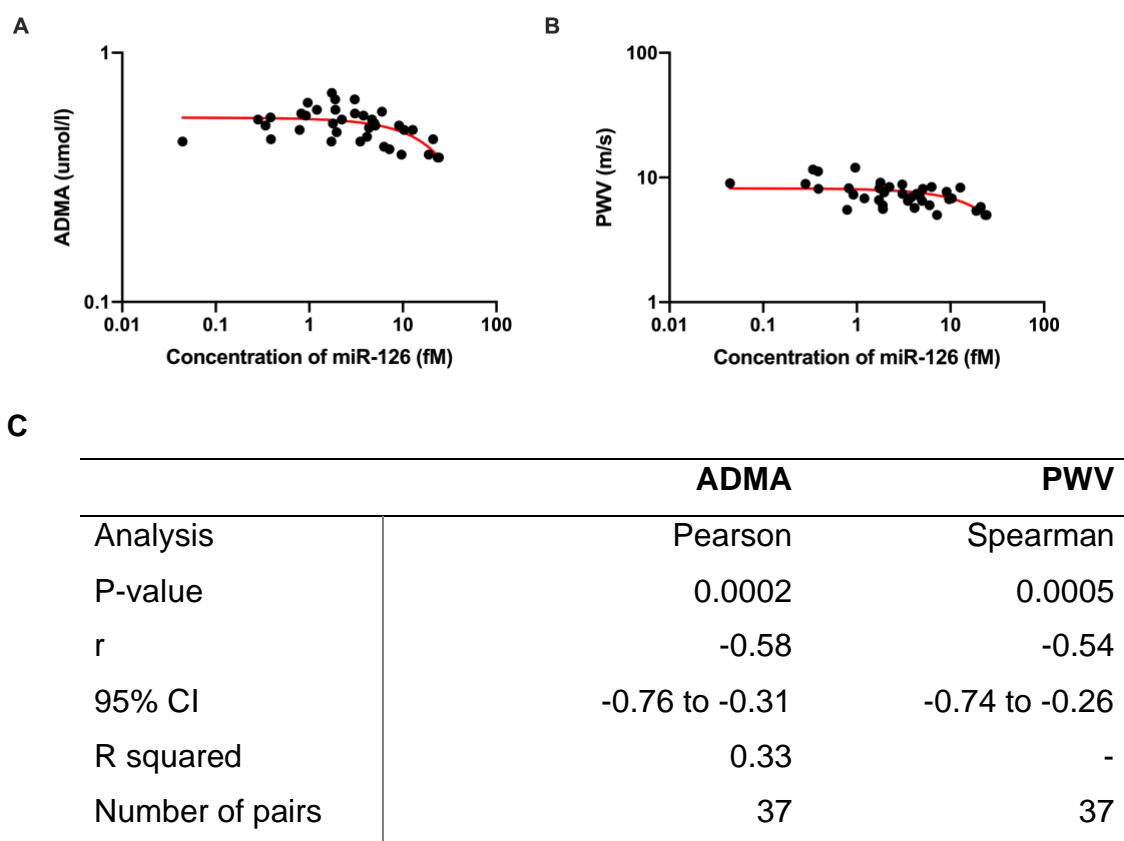 A
B
1
0.1
ADMA (umol/l)
0.01 0.1 1 10 100
Concentration of miR-126 (fM)
100
10
1
PWV (m/s)
0.01 0.1 1 10 100
Concentration of miR-126 (fM)
C
ADMA PWV
Analysis Pearson Spearman
P-value 0.0002 0.0005
r -0.58 -0.54
95% CI -0.76 to -0.31 -0.74 to -0.26
R squared 0.33 -
Number of pairs 37 37